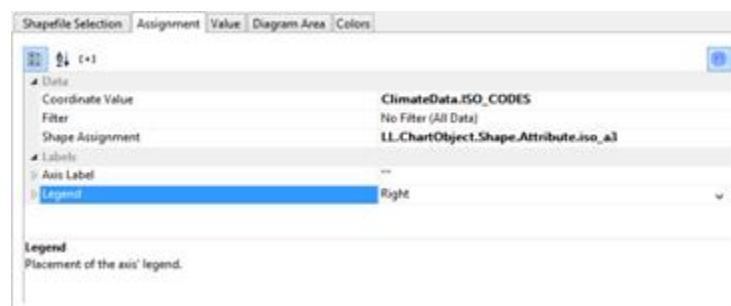 Shapefile Selection Assignment Value Diagram Area Colors
Data
Coordinate Value ClimateData.ISO_CODES
Filter No Filter (All Data)
Shape Assignment LL.ChartObject.Shape.Attribute.iso_a3
Labels
Axis Label ""
Legend Right
Legend
Placement of the axis' legend.